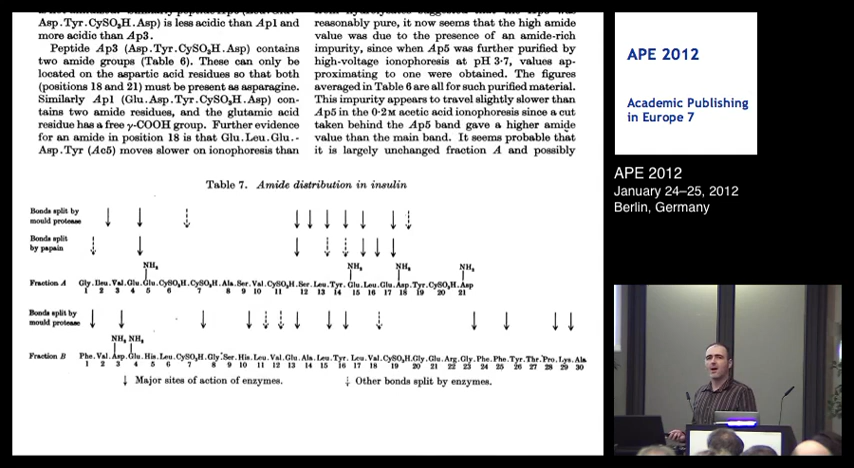 Asp.Tyr.CySO₃H.Asp) is less acidic than Ap1 and
more acidic than Ap3.
Peptide Ap3 (Asp.Tyr.CySO₃H.Asp) contains
two amide groups (Table 6). These can only be
located on the aspartic acid residues so that both
(positions 18 and 21) must be present as asparagine.
Similarly Ap1 (Glu.Asp.Tyr.CySO₃H.Asp) con-
tains two amide residues, and the glutamic acid
residue has a free γ-COOH group. Further evidence
for an amide in position 18 is that Glu.Leu.Glu.-
Asp.Tyr (Ac5) moves slower on ionophoresis than
reasonably pure, it now seems that the high amide
value was due to the presence of an amide-rich
impurity, since when Ap5 was further purified by
high-voltage ionophoresis at pH 3·7, values ap-
proximating to one were obtained. The figures
averaged in Table 6 are all for such purified material.
This impurity appears to travel slightly slower than
Ap5 in the 0·2M acetic acid ionophoresis since a cut
taken behind the Ap5 band gave a higher amide
value than the main band. It seems probable that
it is largely unchanged fraction A and possibly
Table 7. Amide distribution in insulin
Bonds split by
mould protease
Bonds split
by papain
NH₂ NH₂ NH₂ NH₂
Fraction A Gly.Ileu.Val.Glu.Glu.CySO₃H.CySO₃H.Ala.Ser.Val.CySO₃H.Ser.Leu.Tyr.Glu.Leu.Glu.Asp.Tyr.CySO₃H.Asp
1 2 3 4 5 6 7 8 9 10 11 12 13 14 15 16 17 18 19 20 21
Bonds split by
mould protease
NH₂ NH₂
Fraction B Phe.Val.Asp.Glu.His.Leu.CySO₃H.Gly.Ser.His.Leu.Val.Glu.Ala.Leu.Tyr.Leu.Val.CySO₃H.Gly.Glu.Arg.Gly.Phe.Phe.Tyr.Thr.Pro.Lys.Ala
1 2 3 4 5 6 7 8 9 10 11 12 13 14 15 16 17 18 19 20 21 22 23 24 25 26 27 28 29 30
↓ Major sites of action of enzymes. ⇣ Other bonds split by enzymes.
APE 2012
Academic Publishing
in Europe 7
APE 2012
January 24–25, 2012
Berlin, Germany